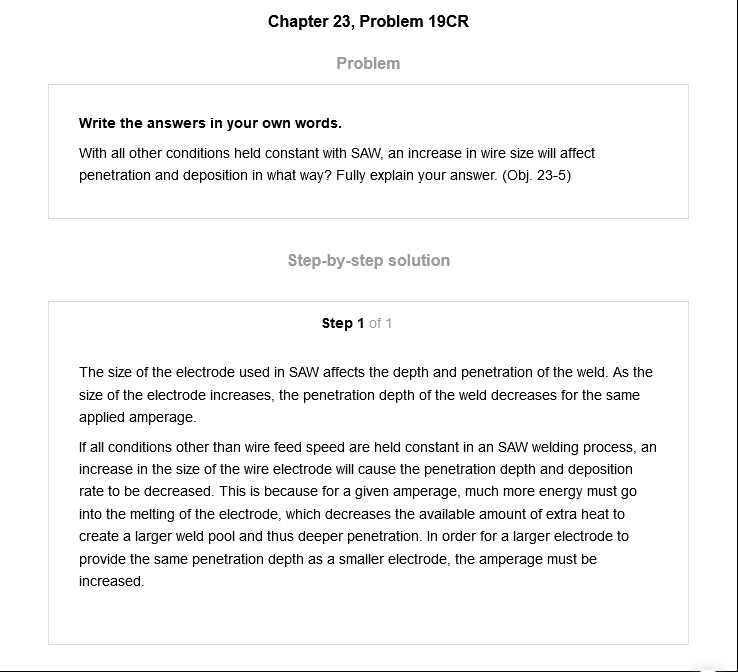 Chapter 23, Problem 19CR
Problem
Write the answers in your own words.
With all other conditions held constant with SAW, an increase in wire size will affect
penetration and deposition in what way? Fully explain your answer. (Obj. 23-5)
Step-by-step solution
Step 1 of 1
The size of the electrode used in SAW affects the depth and penetration of the weld. As the
size of the electrode increases, the penetration depth of the weld decreases for the same
applied amperage.
If all conditions other than wire feed speed are held constant in an SAW welding process, an
increase in the size of the wire electrode will cause the penetration depth and deposition
rate to be decreased. This is because for a given amperage, much more energy must go
into the melting of the electrode, which decreases the available amount of extra heat to
create a larger weld pool and thus deeper penetration. In order for a larger electrode to
provide the same penetration depth as a smaller electrode, the amperage must be
increased.